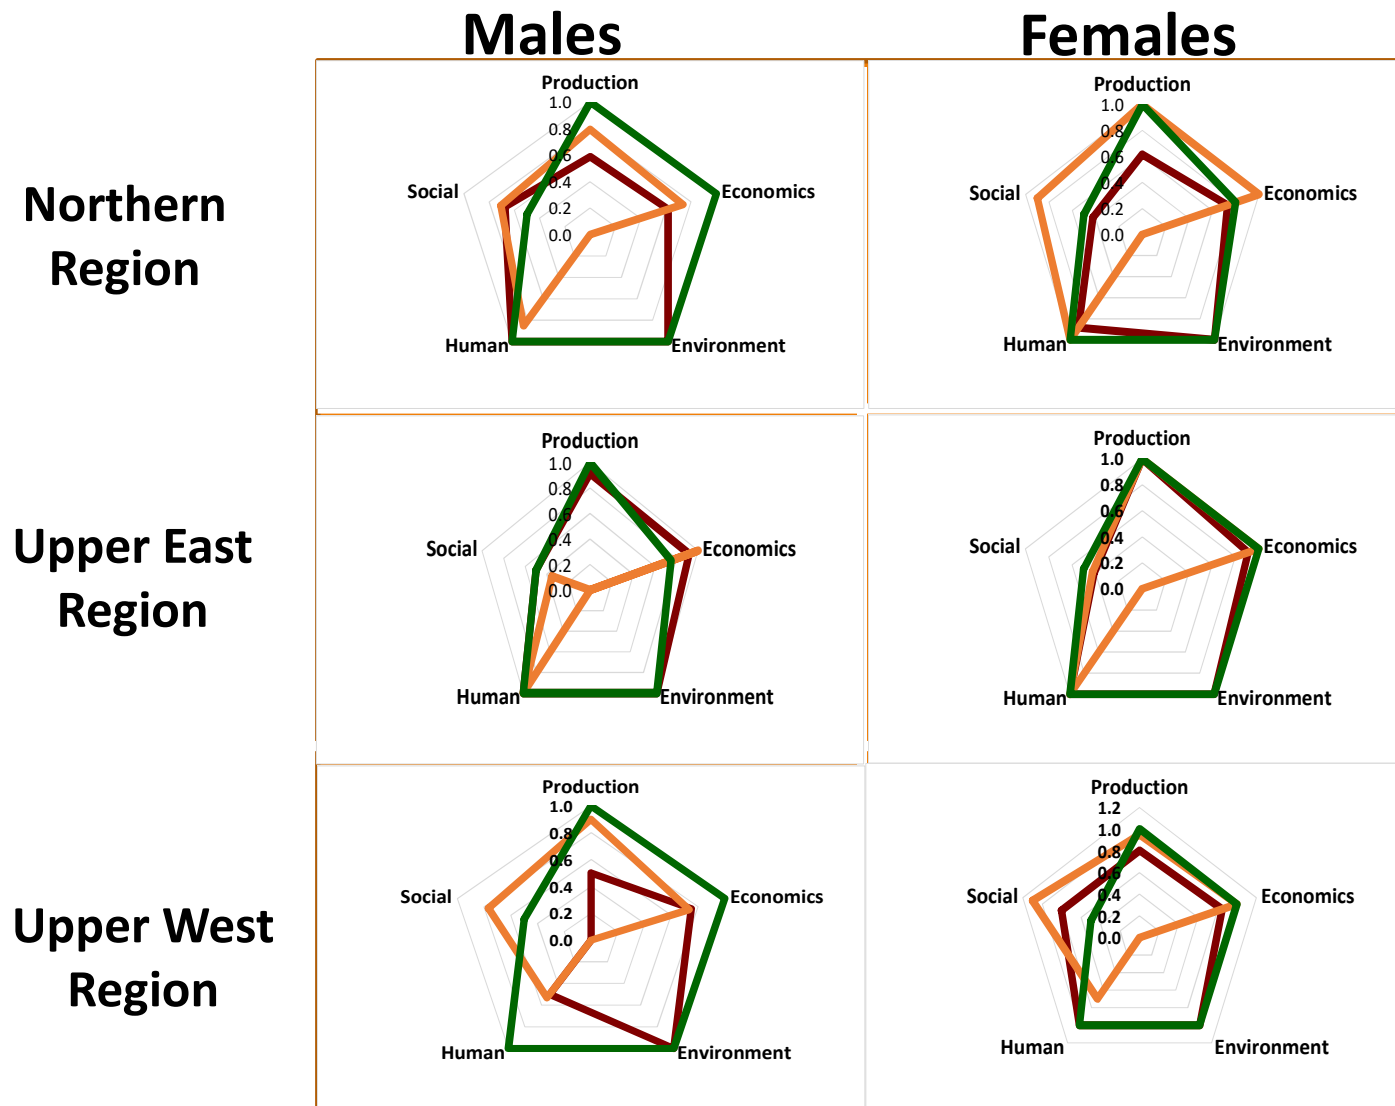 Males
Females
Northern
Region
Production
1.0
0.8
0.6
0.4
0.2
0.0
Social
Economics
Human
Environment
Production
1.0
0.8
0.6
0.4
0.2
0.0
Social
Economics
Human
Environment
Upper East
Region
Production
1.0
0.8
0.6
0.4
0.2
0.0
Social
Economics
Human
Environment
Production
1.0
0.8
0.6
0.4
0.2
0.0
Social
Economics
Human
Environment
Upper West
Region
Production
1.0
0.8
0.6
0.4
0.2
0.0
Social
Economics
Human
Environment
Production
1.2
1.0
0.8
0.6
0.4
0.2
0.0
Social
Economics
Human
Environment